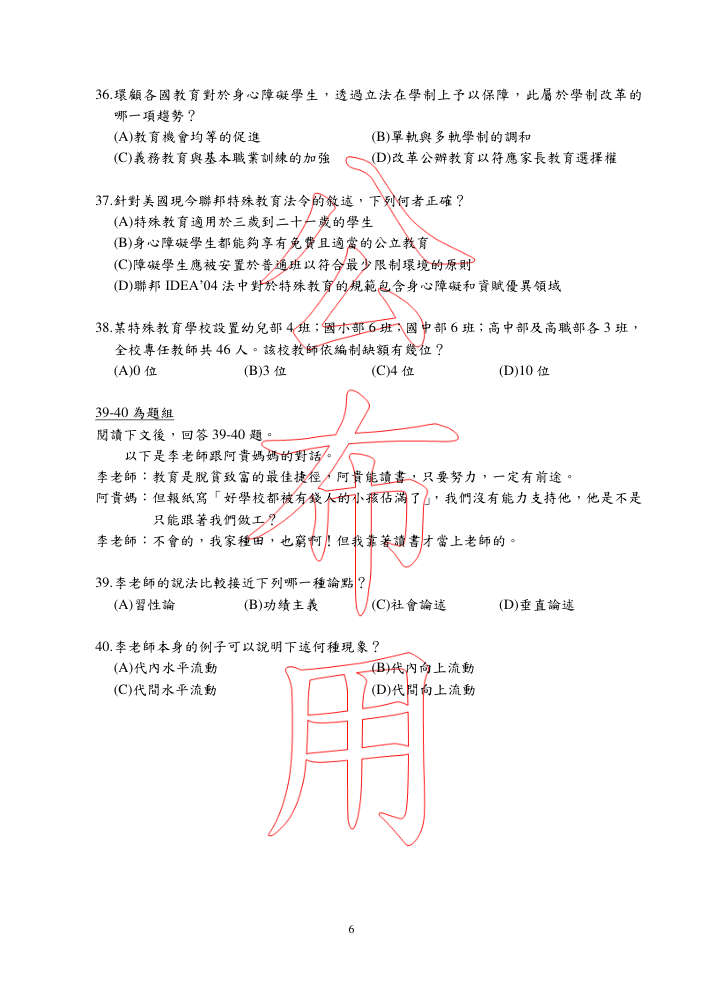 36.環顧各國教育對於身心障礙學生，透過立法在學制上予以保障，此屬於學制改革的
哪一項趨勢？
(A)教育機會均等的促進 (B)單軌與多軌學制的調和
(C)義務教育與基本職業訓練的加強 (D)改革公辦教育以符應家長教育選擇權
37.針對美國現今聯邦特殊教育法令的敘述，下列何者正確？
(A)特殊教育適用於三歲到二十一歲的學生
(B)身心障礙學生都能夠享有免費且適當的公立教育
(C)障礙學生應被安置於普通班以符合最少限制環境的原則
(D)聯邦 IDEA’04 法中對於特殊教育的規範包含身心障礙和資賦優異領域
38.某特殊教育學校設置幼兒部 4 班；國小部 6 班；國中部 6 班；高中部及高職部各 3 班，
全校專任教師共 46 人。該校教師依編制缺額有幾位？
(A)0 位 (B)3 位 (C)4 位 (D)10 位
39-40 為題組
閱讀下文後，回答 39-40 題。
以下是李老師跟阿貴媽媽的對話。
李老師：教育是脫貧致富的最佳捷徑，阿貴能讀書，只要努力，一定有前途。
阿貴媽：但報紙寫「好學校都被有錢人的小孩佔滿了」，我們沒有能力支持他，他是不是
只能跟著我們做工？
李老師：不會的，我家種田，也窮啊！但我靠著讀書才當上老師的。
39.李老師的說法比較接近下列哪一種論點？
(A)習性論 (B)功績主義 (C)社會論述 (D)垂直論述
40.李老師本身的例子可以說明下述何種現象？
(A)代內水平流動 (B)代內向上流動
(C)代間水平流動 (D)代間向上流動
公
布
用
6